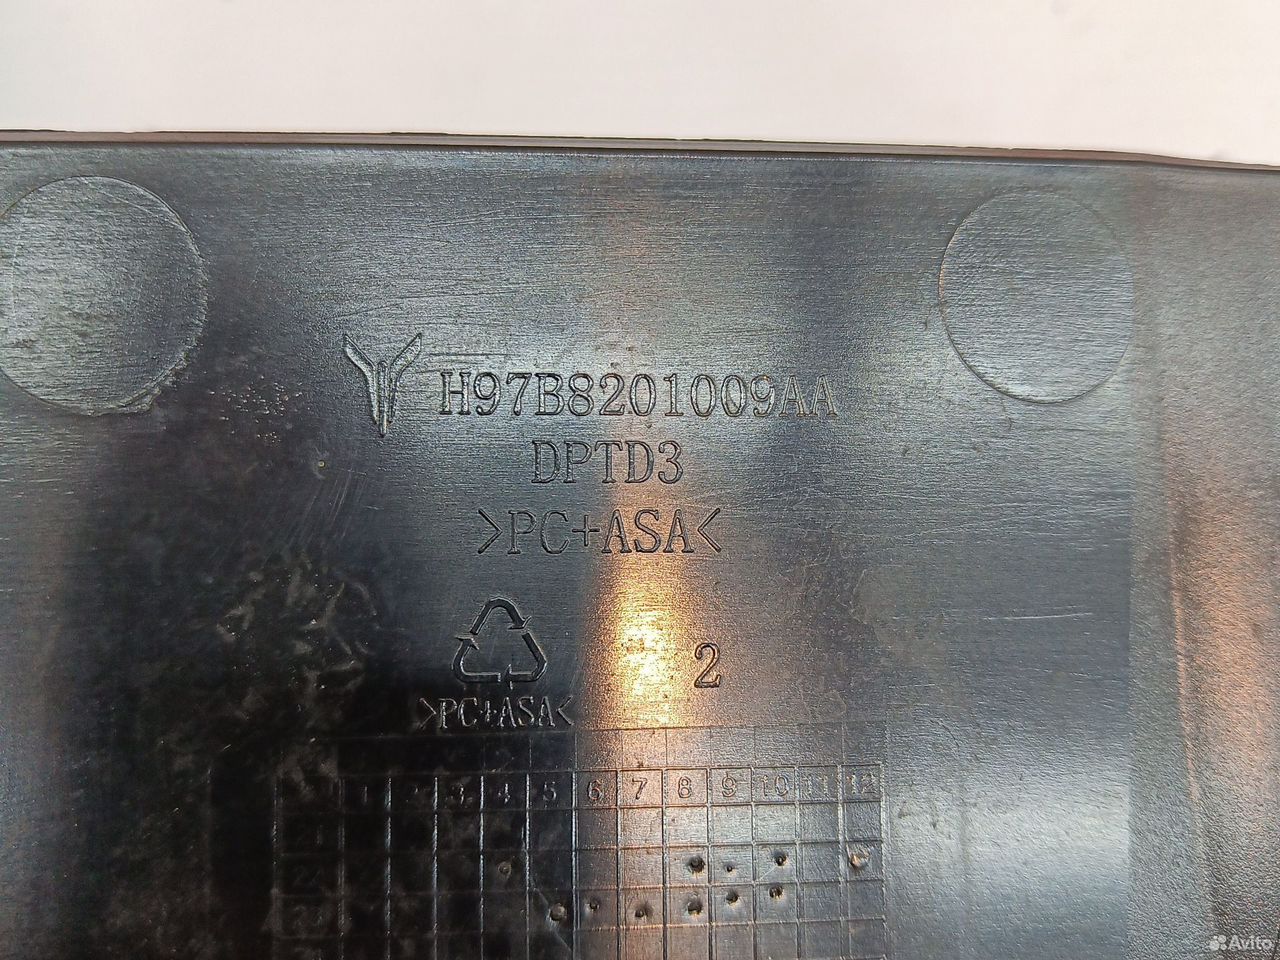 H97B8201009AA
DPTD3
>PC+ASA<
2
>PC+ASA<
1 2 3 4 5 6 7 8 9 10 11 12
Avito